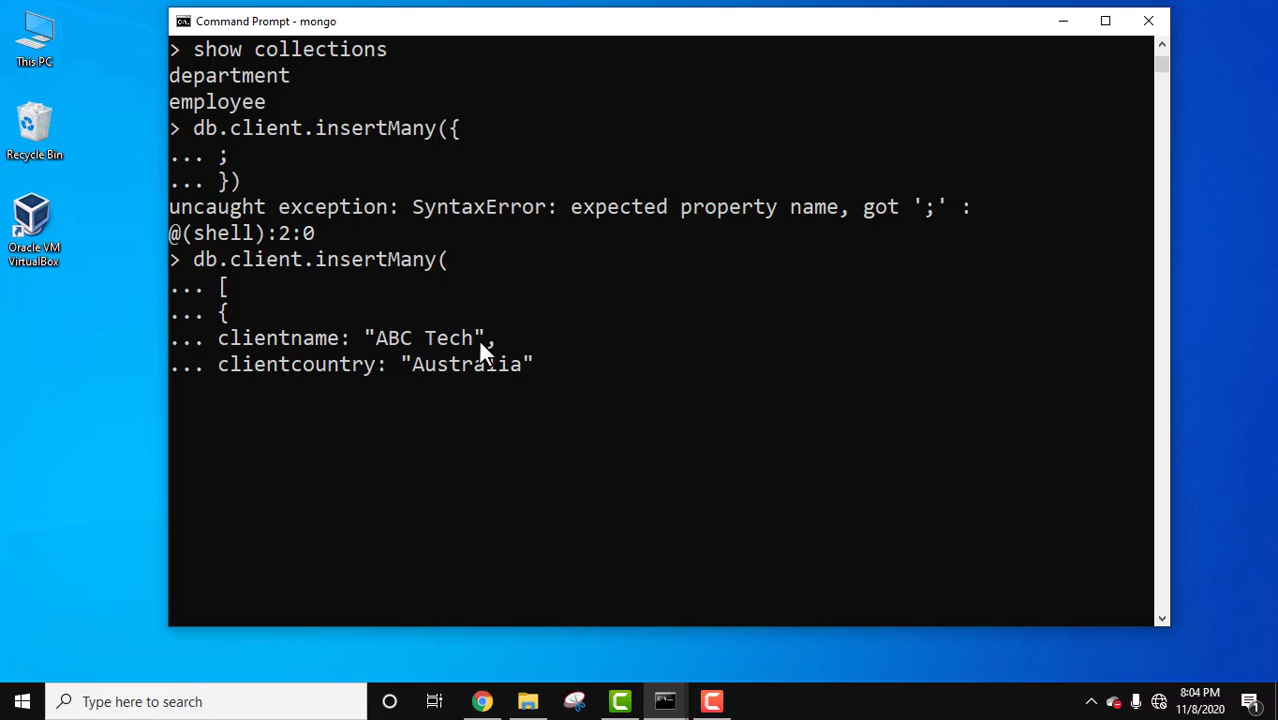 Command Prompt - mongo
This PC
Recycle Bin
Oracle VM
VirtualBox
> show collections
department
employee
> db.client.insertMany({
... ;
... })
uncaught exception: SyntaxError: expected property name, got ';' :
@(shell):2:0
> db.client.insertMany(
... [
... {
... clientname: "ABC Tech",
... clientcountry: "Australia"
Type here to search
8:04 PM
11/8/2020
1